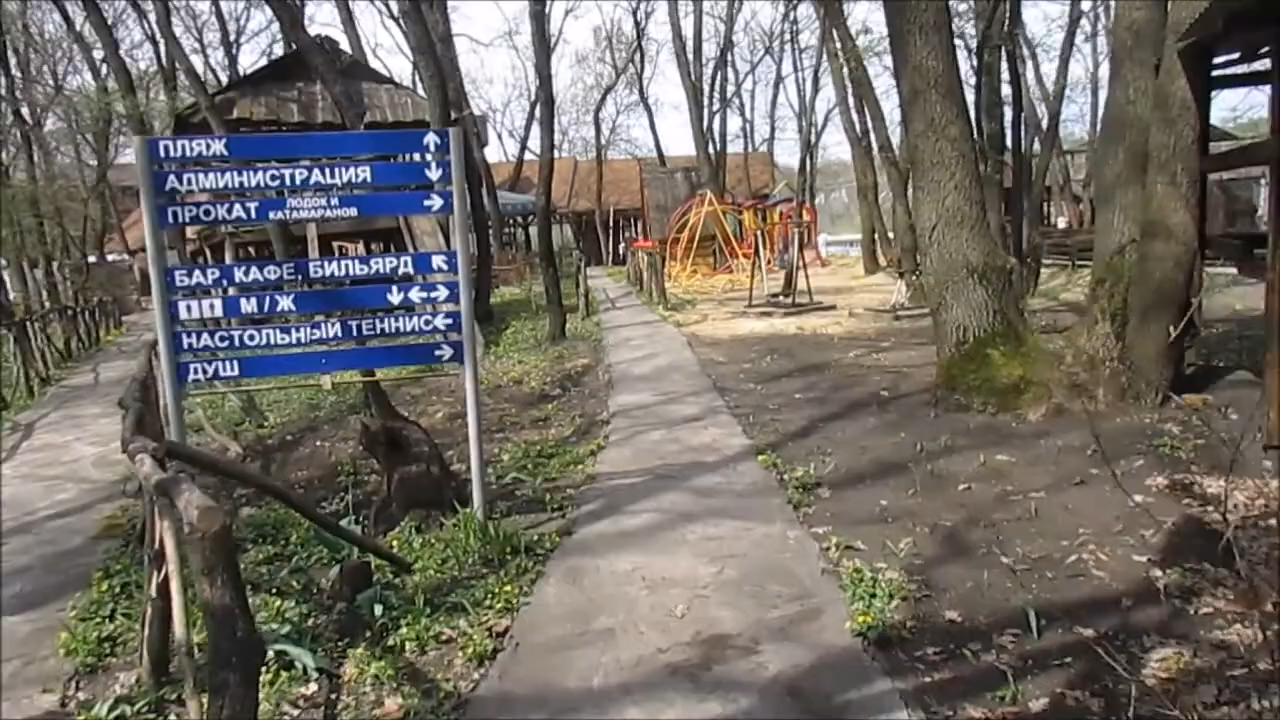 ПЛЯЖ ↑
АДМИНИСТРАЦИЯ ↓
ПРОКАТ ЛОДОК И КАТАМАРАНОВ →
БАР, КАФЕ, БИЛЬЯРД ↖
М / Ж ↓ ← →
НАСТОЛЬНЫЙ ТЕННИС ←
ДУШ →